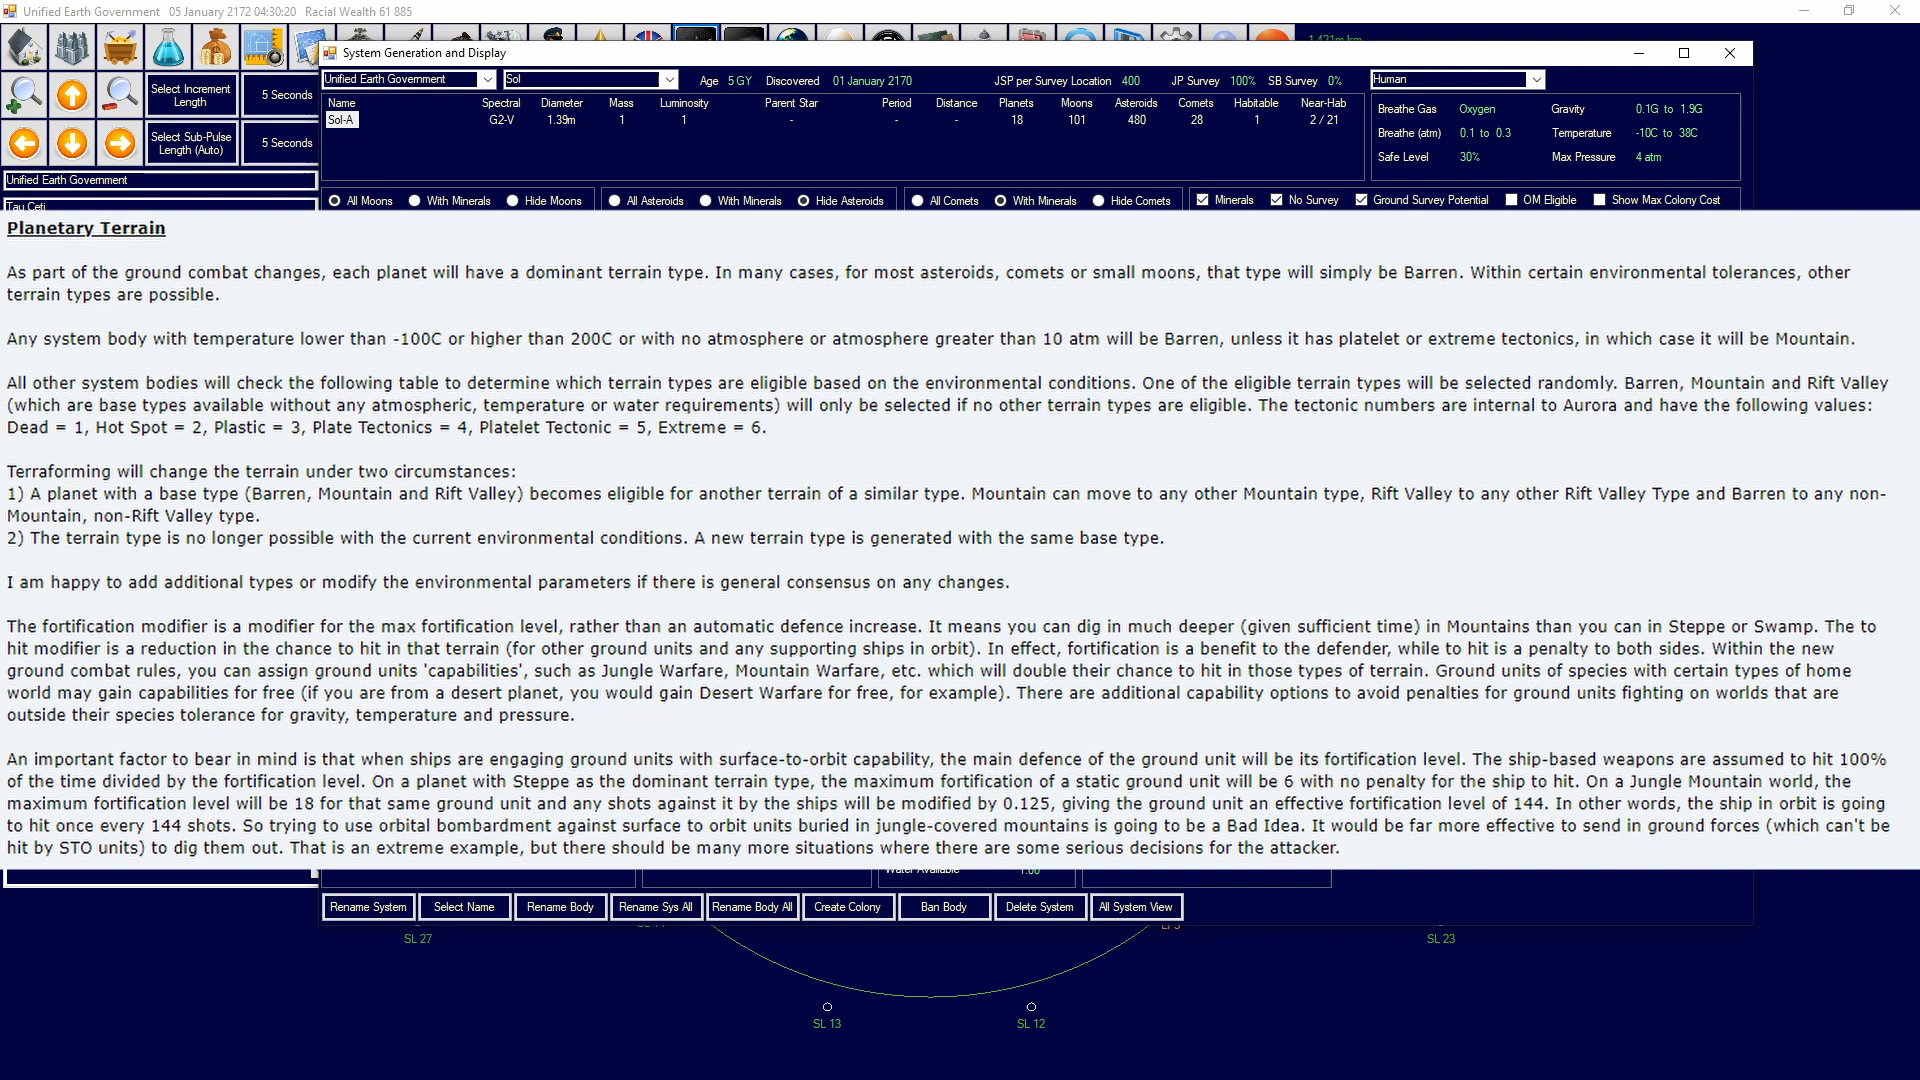 Unified Earth Government   05 January 2172 04:30:20   Racial Wealth 61 885
System Generation and Display
Select Increment Length
5 Seconds
Select Sub-Pulse Length (Auto)
5 Seconds
Unified Earth Government
Tau Ceti
Unified Earth Government
Sol
Age 5 GY Discovered 01 January 2170 JSP per Survey Location 400 JP Survey 100% SB Survey 0%
Human
Name Spectral Diameter Mass Luminosity Parent Star Period Distance Planets Moons Asteroids Comets Habitable Near-Hab
Sol-A G2-V 1.39m 1 1 - - - 18 101 480 28 1 2 / 21
Breathe Gas Oxygen Gravity 0.1G to 1.9G
Breathe (atm) 0.1 to 0.3 Temperature -10C to 38C
Safe Level 30% Max Pressure 4 atm
All Moons With Minerals Hide Moons All Asteroids With Minerals Hide Asteroids All Comets With Minerals Hide Comets Minerals No Survey Ground Survey Potential OM Eligible Show Max Colony Cost
Planetary Terrain
As part of the ground combat changes, each planet will have a dominant terrain type. In many cases, for most asteroids, comets or small moons, that type will simply be Barren. Within certain environmental tolerances, other
terrain types are possible.
Any system body with temperature lower than -100C or higher than 200C or with no atmosphere or atmosphere greater than 10 atm will be Barren, unless it has platelet or extreme tectonics, in which case it will be Mountain.
All other system bodies will check the following table to determine which terrain types are eligible based on the environmental conditions. One of the eligible terrain types will be selected randomly. Barren, Mountain and Rift Valley
(which are base types available without any atmospheric, temperature or water requirements) will only be selected if no other terrain types are eligible. The tectonic numbers are internal to Aurora and have the following values:
Dead = 1, Hot Spot = 2, Plastic = 3, Plate Tectonics = 4, Platelet Tectonic = 5, Extreme = 6.
Terraforming will change the terrain under two circumstances:
1) A planet with a base type (Barren, Mountain and Rift Valley) becomes eligible for another terrain of a similar type. Mountain can move to any other Mountain type, Rift Valley to any other Rift Valley Type and Barren to any non-
Mountain, non-Rift Valley type.
2) The terrain type is no longer possible with the current environmental conditions. A new terrain type is generated with the same base type.
I am happy to add additional types or modify the environmental parameters if there is general consensus on any changes.
The fortification modifier is a modifier for the max fortification level, rather than an automatic defence increase. It means you can dig in much deeper (given sufficient time) in Mountains than you can in Steppe or Swamp. The to
hit modifier is a reduction in the chance to hit in that terrain (for other ground units and any supporting ships in orbit). In effect, fortification is a benefit to the defender, while to hit is a penalty to both sides. Within the new
ground combat rules, you can assign ground units 'capabilities', such as Jungle Warfare, Mountain Warfare, etc. which will double their chance to hit in those types of terrain. Ground units of species with certain types of home
world may gain capabilities for free (if you are from a desert planet, you would gain Desert Warfare for free, for example). There are additional capability options to avoid penalties for ground units fighting on worlds that are
outside their species tolerance for gravity, temperature and pressure.
An important factor to bear in mind is that when ships are engaging ground units with surface-to-orbit capability, the main defence of the ground unit will be its fortification level. The ship-based weapons are assumed to hit 100%
of the time divided by the fortification level. On a planet with Steppe as the dominant terrain type, the maximum fortification of a static ground unit will be 6 with no penalty for the ship to hit. On a Jungle Mountain world, the
maximum fortification level will be 18 for that same ground unit and any shots against it by the ships will be modified by 0.125, giving the ground unit an effective fortification level of 144. In other words, the ship in orbit is going
to hit once every 144 shots. So trying to use orbital bombardment against surface to orbit units buried in jungle-covered mountains is going to be a Bad Idea. It would be far more effective to send in ground forces (which can't be
hit by STO units) to dig them out. That is an extreme example, but there should be many more situations where there are some serious decisions for the attacker.
Water Available 1.00
Rename System Select Name Rename Body Rename Sys All Rename Body All Create Colony Ban Body Delete System All System View
SL 27
SL 23
SL 13
SL 12